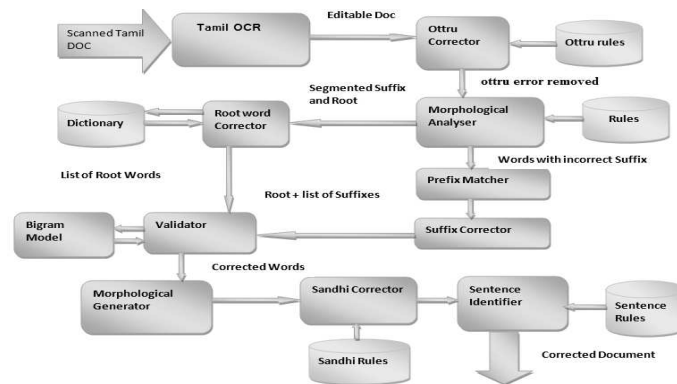 Scanned Tamil
DOC
Tamil OCR
Editable Doc
Ottru
Corrector
Ottru rules
Segmented Suffix
and Root
ottru error removed
Dictionary
Root word
Corrector
Morphological
Analyser
Rules
Words with incorrect Suffix
List of Root Words
Prefix Matcher
Root + list of Suffixes
Bigram
Model
Validator
Suffix Corrector
Corrected Words
Morphological
Generator
Sandhi Corrector
Sentence
Identifier
Sentence
Rules
Sandhi Rules
Corrected Document